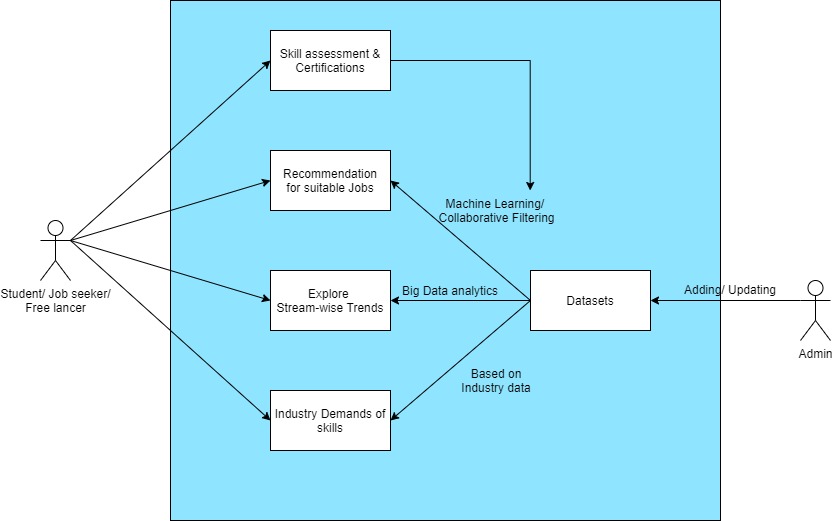 Skill assessment &
Certifications
Recommendation
for suitable Jobs
Machine Learning/
Collaborative Filtering
Student/ Job seeker/
Free lancer
Explore
Stream-wise Trends
Big Data analytics
Datasets
Adding/ Updating
Admin
Based on
Industry data
Industry Demands of
skills